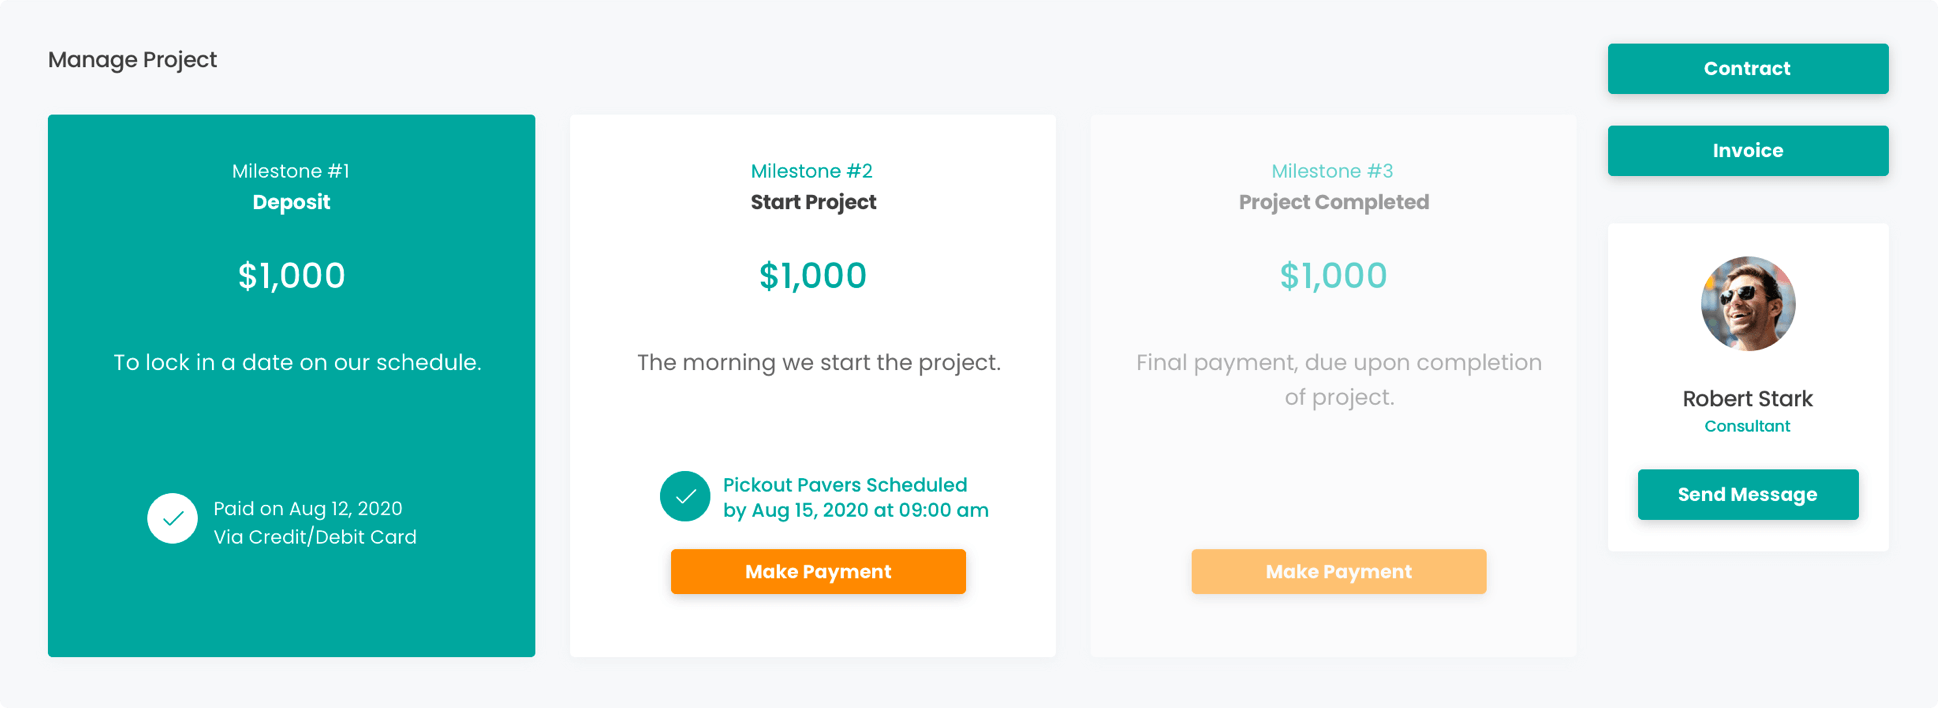 Manage Project
Contract
Invoice
Milestone #1
Deposit
$1,000
To lock in a date on our schedule.
Paid on Aug 12, 2020
Via Credit/Debit Card
Milestone #2
Start Project
$1,000
The morning we start the project.
Pickout Pavers Scheduled
by Aug 15, 2020 at 09:00 am
Make Payment
Milestone #3
Project Completed
$1,000
Final payment, due upon completion
of project.
Make Payment
Robert Stark
Consultant
Send Message